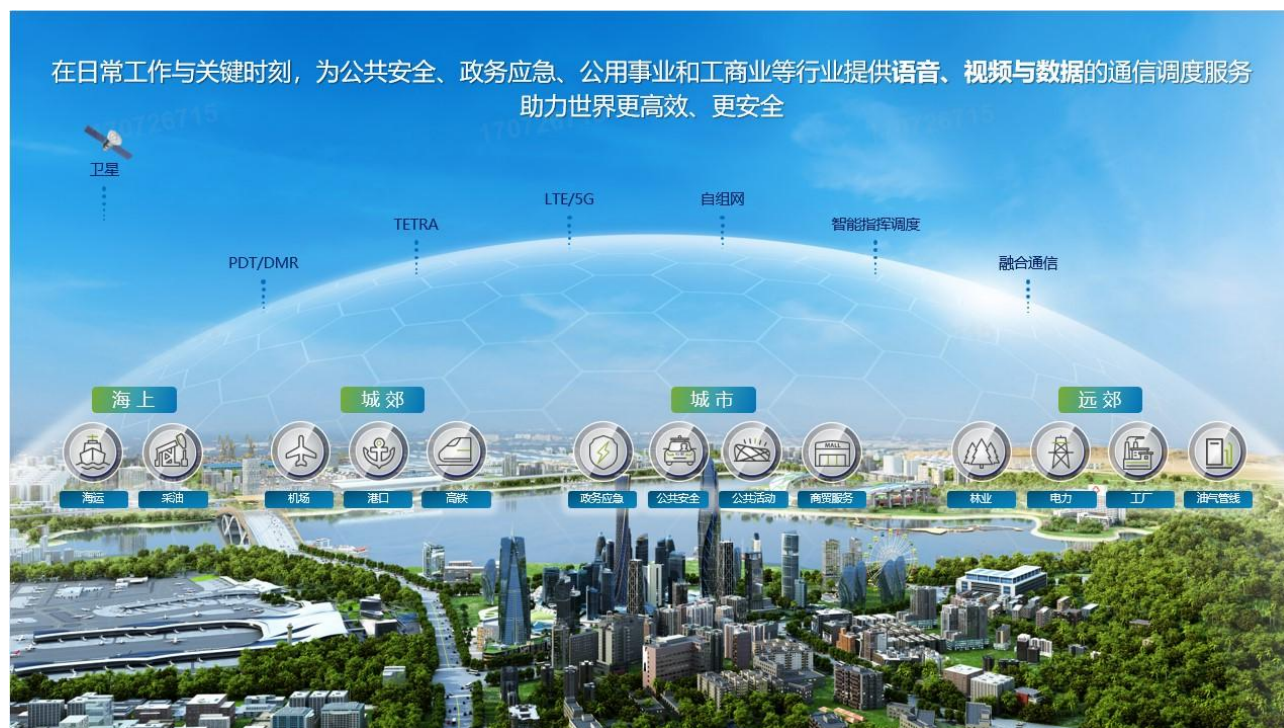 在日常工作与关键时刻，为公共安全、政务应急、公用事业和工商业等行业提供语音、视频与数据的通信调度服务
助力世界更高效、更安全
卫星
LTE/5G
自组网
TETRA
智能指挥调度
PDT/DMR
融合通信
海上
城郊
城市
远郊
MALL
海运
采油
机场
港口
高铁
政务应急
公共安全
公共活动
商贸服务
林业
电力
工厂
油气管线